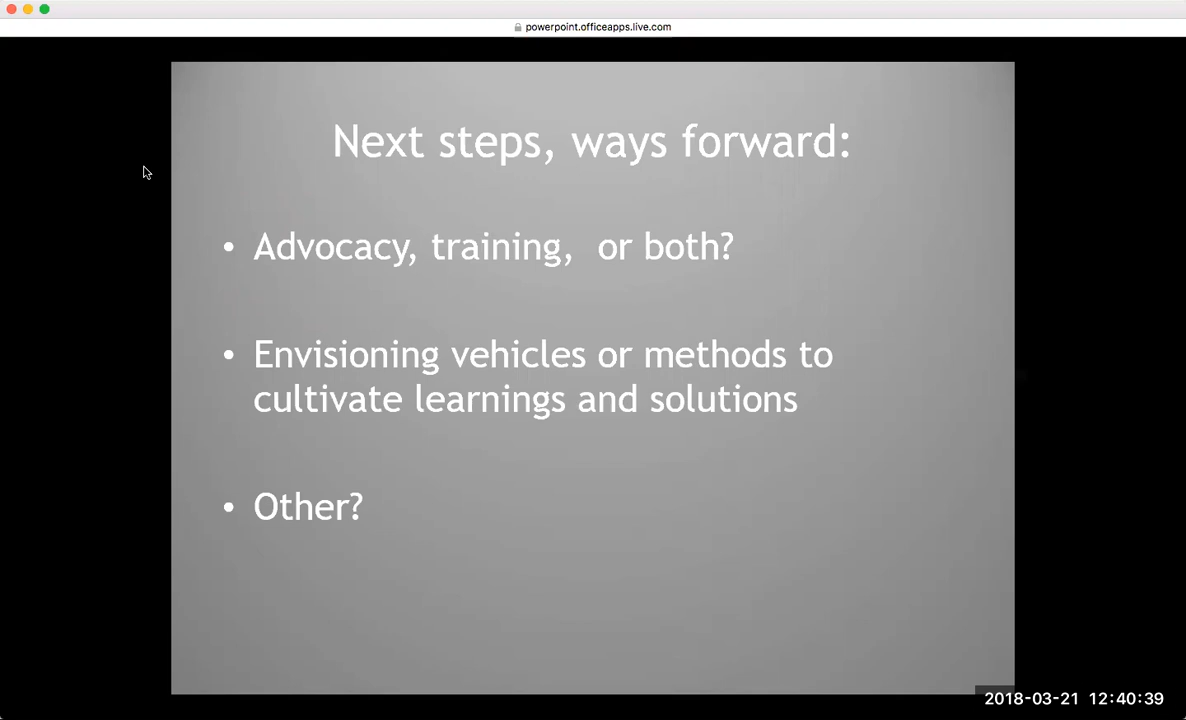 powerpoint.officeapps.live.com
Next steps, ways forward:
• Advocacy, training,  or both?
• Envisioning vehicles or methods to
cultivate learnings and solutions
• Other?
2018-03-21 12:40:39